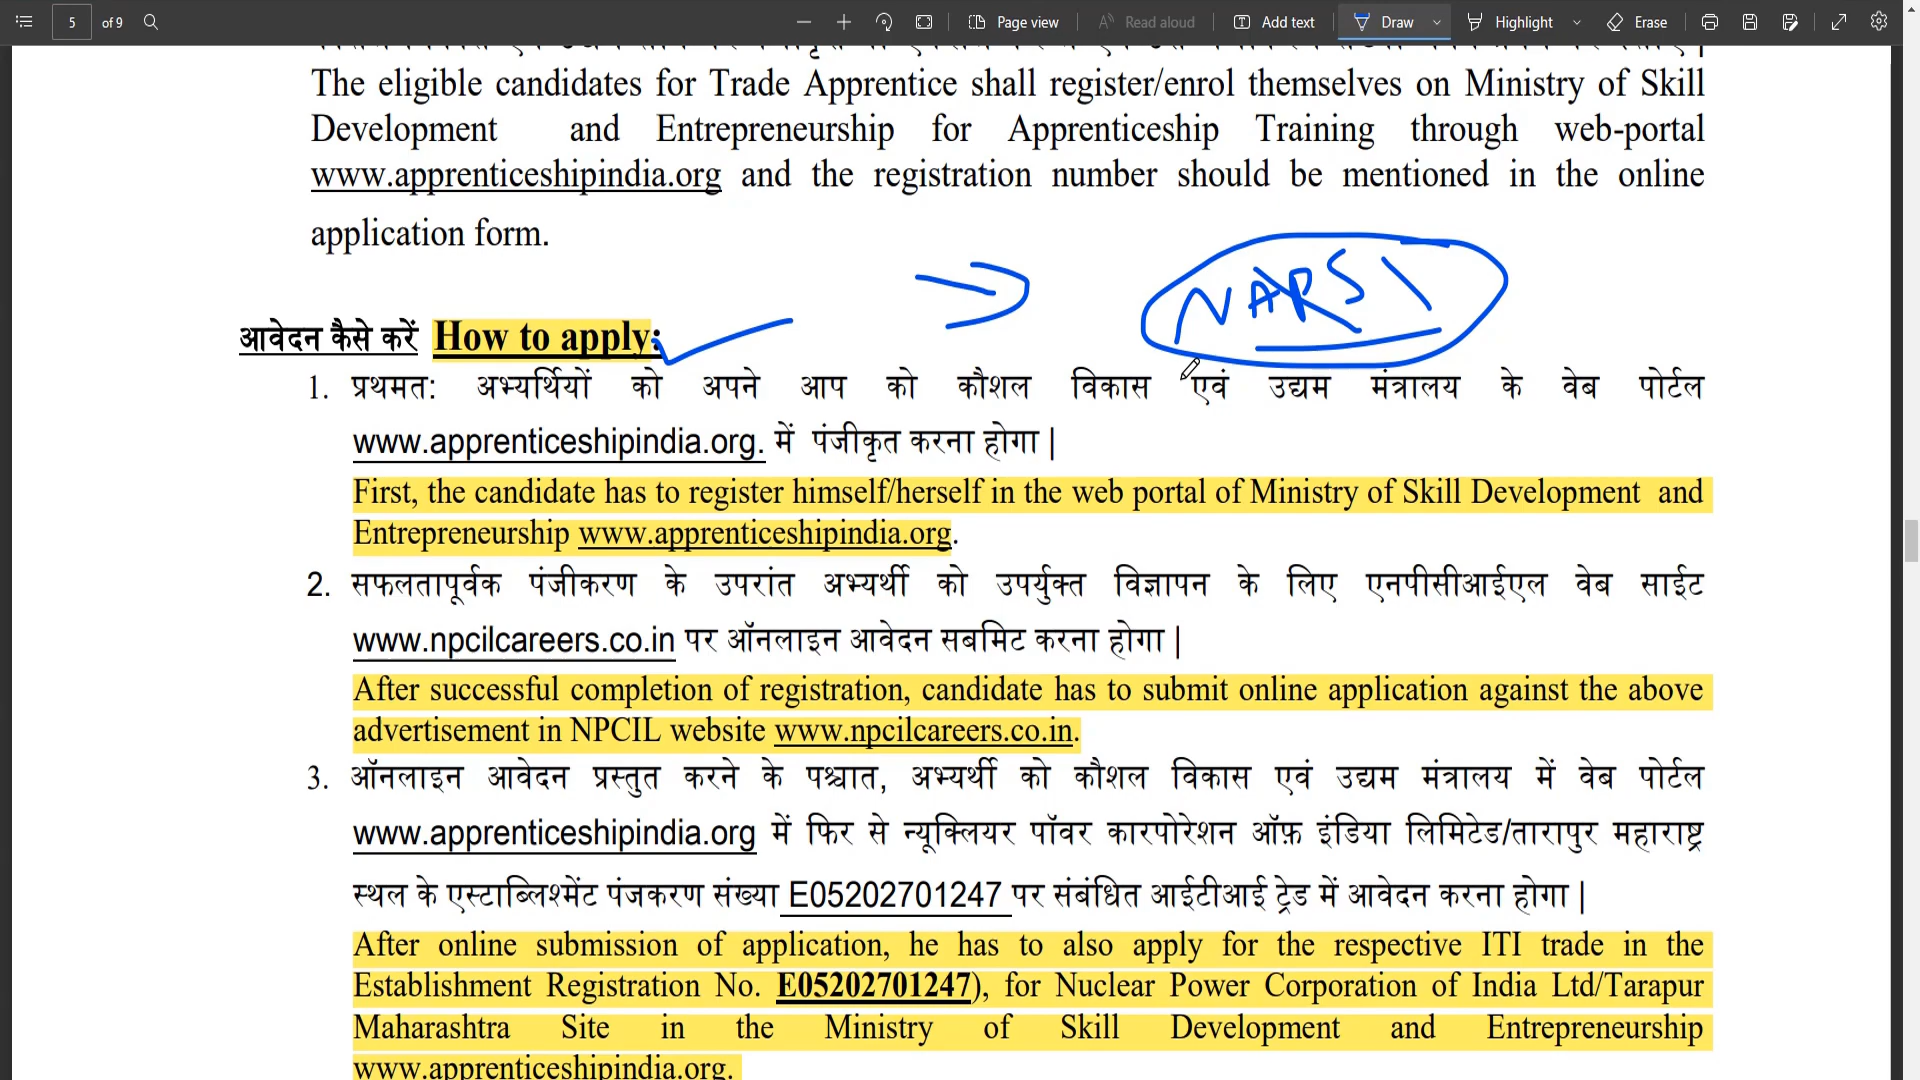 5 of 9 Page view Read aloud Add text Draw Highlight Erase
The eligible candidates for Trade Apprentice shall register/enrol themselves on Ministry of Skill
Development and Entrepreneurship for Apprenticeship Training through web-portal
www.apprenticeshipindia.org and the registration number should be mentioned in the online
application form.
NARSI
आवेदन कैसे करें How to apply:
1. प्रथमत: अभ्यर्थियों को अपने आप को कौशल विकास एवं उद्यम मंत्रालय के वेब पोर्टल
www.apprenticeshipindia.org. में पंजीकृत करना होगा |
First, the candidate has to register himself/herself in the web portal of Ministry of Skill Development and
Entrepreneurship www.apprenticeshipindia.org.
2. सफलतापूर्वक पंजीकरण के उपरांत अभ्यर्थी को उपर्युक्त विज्ञापन के लिए एनपीसीआईएल वेब साईट
www.npcilcareers.co.in पर ऑनलाइन आवेदन सबमिट करना होगा |
After successful completion of registration, candidate has to submit online application against the above
advertisement in NPCIL website www.npcilcareers.co.in.
3. ऑनलाइन आवेदन प्रस्तुत करने के पश्चात, अभ्यर्थी को कौशल विकास एवं उद्यम मंत्रालय में वेब पोर्टल
www.apprenticeshipindia.org में फिर से न्यूक्लियर पॉवर कारपोरेशन ऑफ़ इंडिया लिमिटेड/तारापुर महाराष्ट्र
स्थल के एस्टाब्लिश्मेंट पंजकरण संख्या E05202701247 पर संबंधित आईटीआई ट्रेड में आवेदन करना होगा |
After online submission of application, he has to also apply for the respective ITI trade in the
Establishment Registration No. E05202701247), for Nuclear Power Corporation of India Ltd/Tarapur
Maharashtra Site in the Ministry of Skill Development and Entrepreneurship
www.apprenticeshipindia.org.